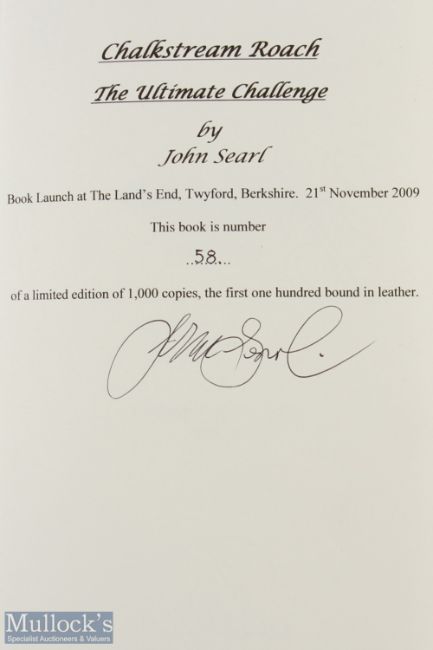 Chalkstream Roach
The Ultimate Challenge
by
John Searl
Book Launch at The Land's End, Twyford, Berkshire. 21st November 2009
This book is number
..58...
of a limited edition of 1,000 copies, the first one hundred bound in leather.
John Searl.
Mullock's
Specialist Auctioneers & Valuers